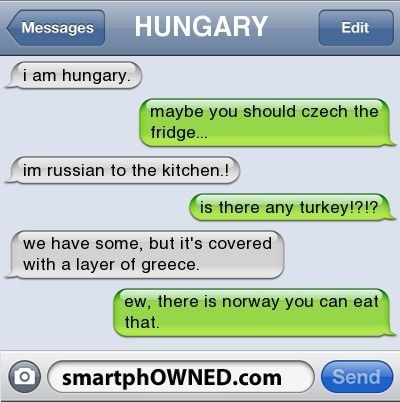 Messages
HUNGARY
Edit
i am hungary.
maybe you should czech the
fridge...
im russian to the kitchen.!
is there any turkey!?!?
we have some, but it's covered
with a layer of greece.
ew, there is norway you can eat
that.
smartphOWNED.com
Send